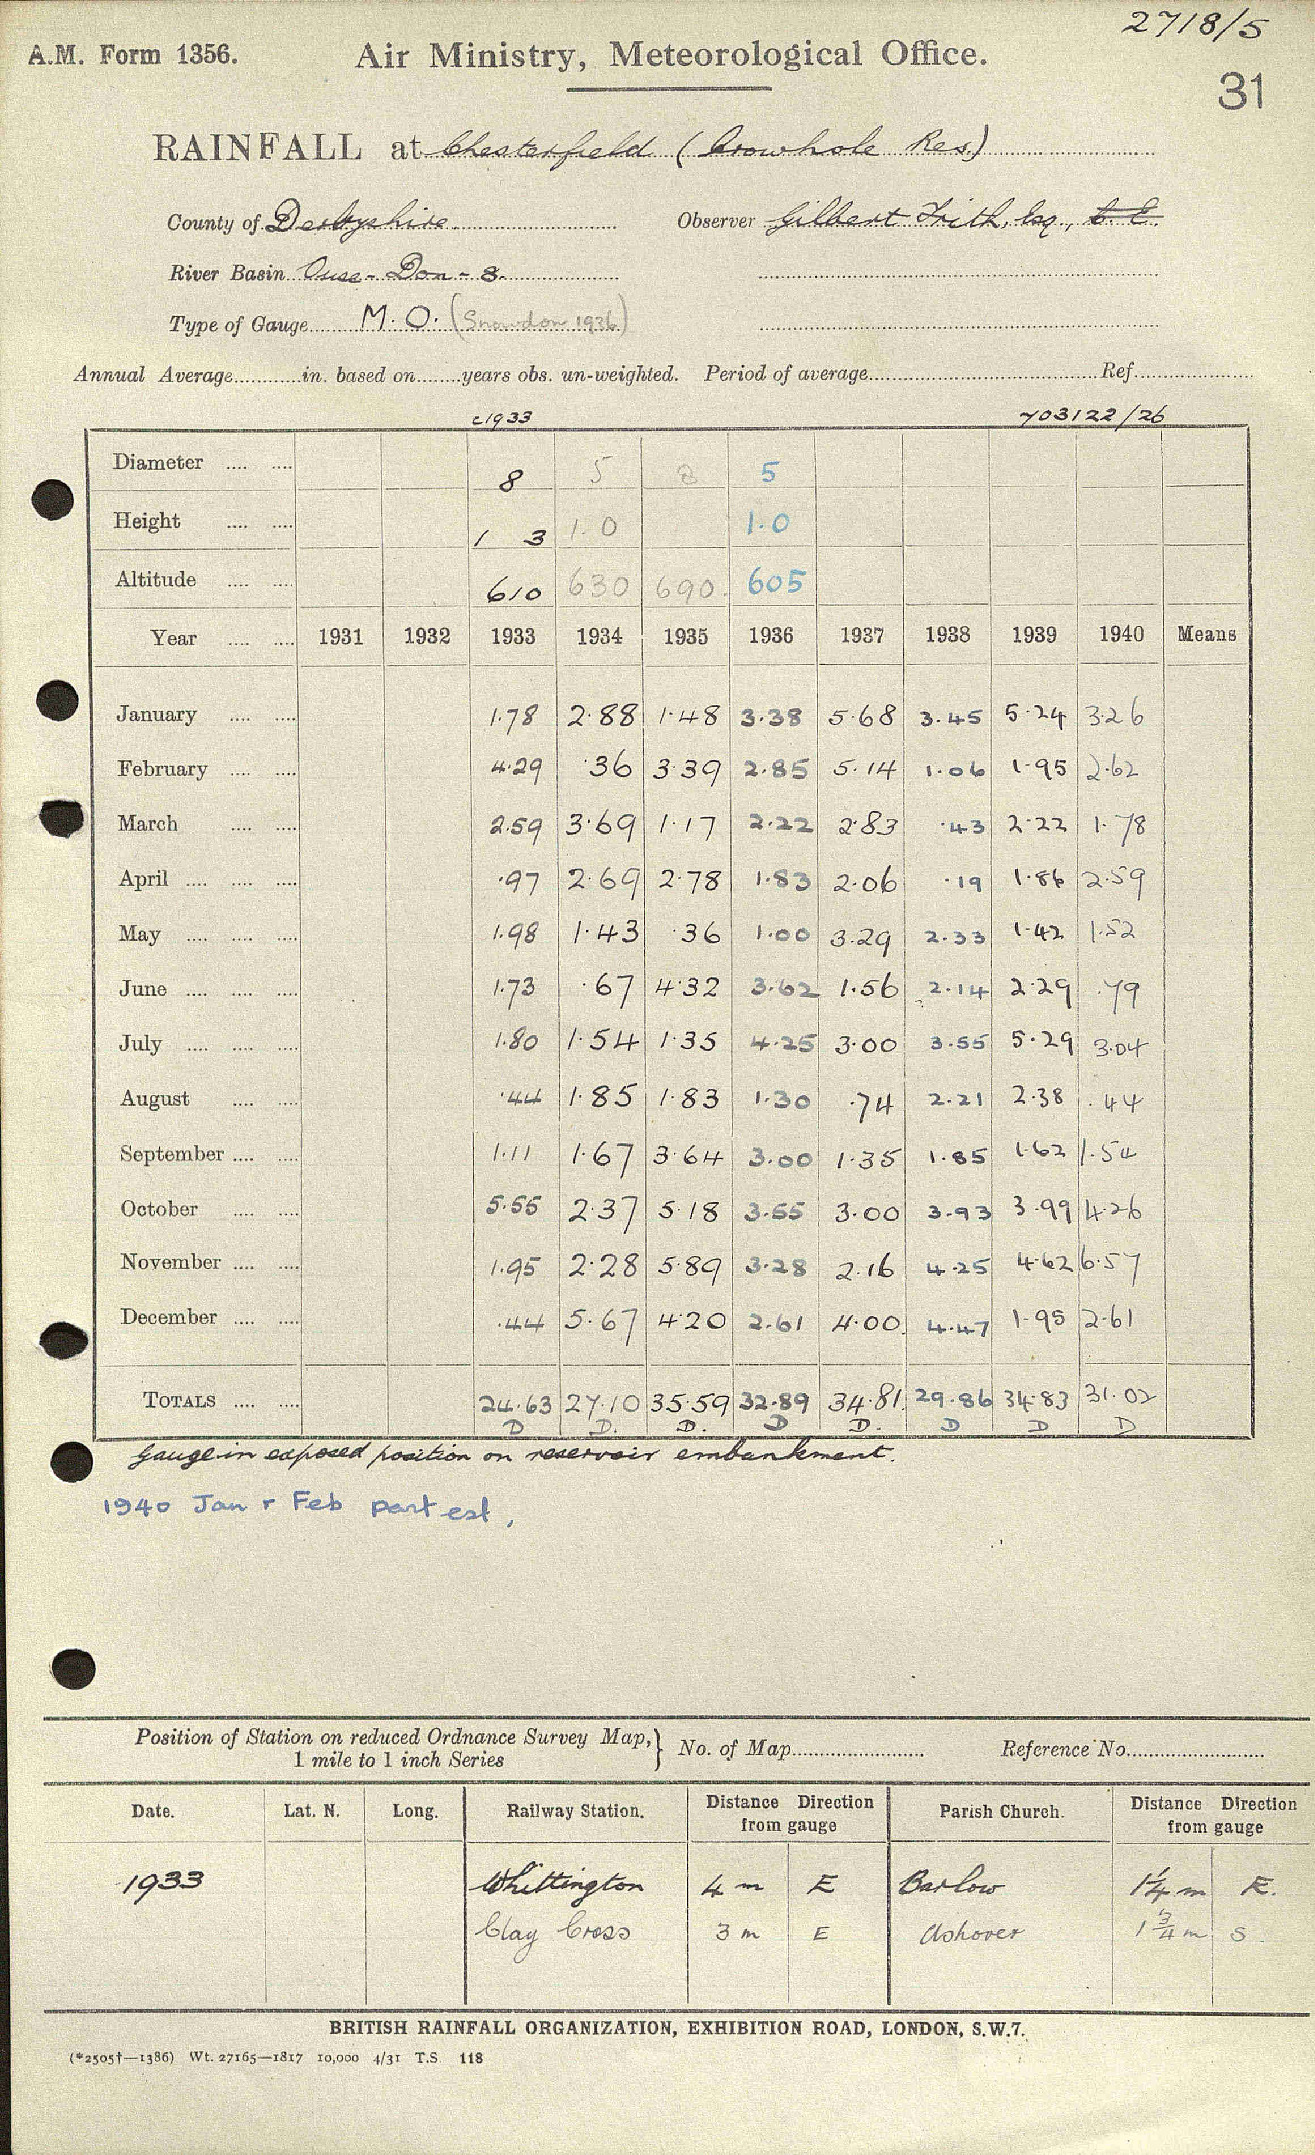 2718/5
A.M. Form 1356. Air Ministry, Meteorological Office.
31
RAINFALL at Chesterfield (Crowhole Res.)
County of Derbyshire Observer Gilbert Frith, Esq., C.E.
River Basin Ouse - Don - 8.
Type of Gauge M.O. (Snowdon 1936)
Annual Average in. based on years obs. un-weighted. Period of average Ref.
c1933 703122/26
Diameter .... .... 8 5 8 5
Height .... .... 1 3 1.0 1.0
Altitude .... .... 610 630 690. 605
Year .... .... 1931 1932 1933 1934 1935 1936 1937 1938 1939 1940 Means
January .... .... 1.78 2.88 1.48 3.38 5.68 3.45 5.24 3.26
February .... .... 4.29 .36 3.39 2.85 5.14 1.06 1.95 2.62
March .... .... 2.59 3.69 1.17 2.22 2.83 .43 2.22 1.78
April .... .... .... .97 2.69 2.78 1.83 2.06 .19 1.86 2.59
May .... .... .... 1.98 1.43 .36 1.00 3.29 2.33 1.42 1.52
June .... .... .... 1.73 .67 4.32 3.62 1.56 2.14 2.29 .79
July .... .... .... 1.80 1.54 1.35 4.25 3.00 3.55 5.29 3.04
August .... .... .44 1.85 1.83 1.30 .74 2.21 2.38 .44
September .... .... 1.11 1.67 3.64 3.00 1.35 1.85 1.62 1.54
October .... .... 5.55 2.37 5.18 3.55 3.00 3.93 3.99 4.26
November .... .... 1.95 2.28 5.89 3.28 2.16 4.25 4.62 6.57
December .... .... .44 5.67 4.20 2.61 4.00. 4.47 1.95 2.61
TOTALS .... .... 24.63 27.10 35.59 32.89 34.81 29.86 34.83 31.02
D D. D. D D. D D D
Gauge in exposed position on reservoir embankment.
1940 Jan & Feb part est,
Position of Station on reduced Ordnance Survey Map,} No. of Map Reference No.
1 mile to 1 inch Series
Date. Lat. N. Long. Railway Station. Distance Direction from gauge Parish Church. Distance Direction from gauge
1933 Whittington 4 m E Barlow 1¼ m E.
Clay Cross 3 m E Ashover 1¾ m S.
BRITISH RAINFALL ORGANIZATION, EXHIBITION ROAD, LONDON, S.W.7.
(*2505†—1386) Wt. 27165—1817 10,000 4/31 T.S 118